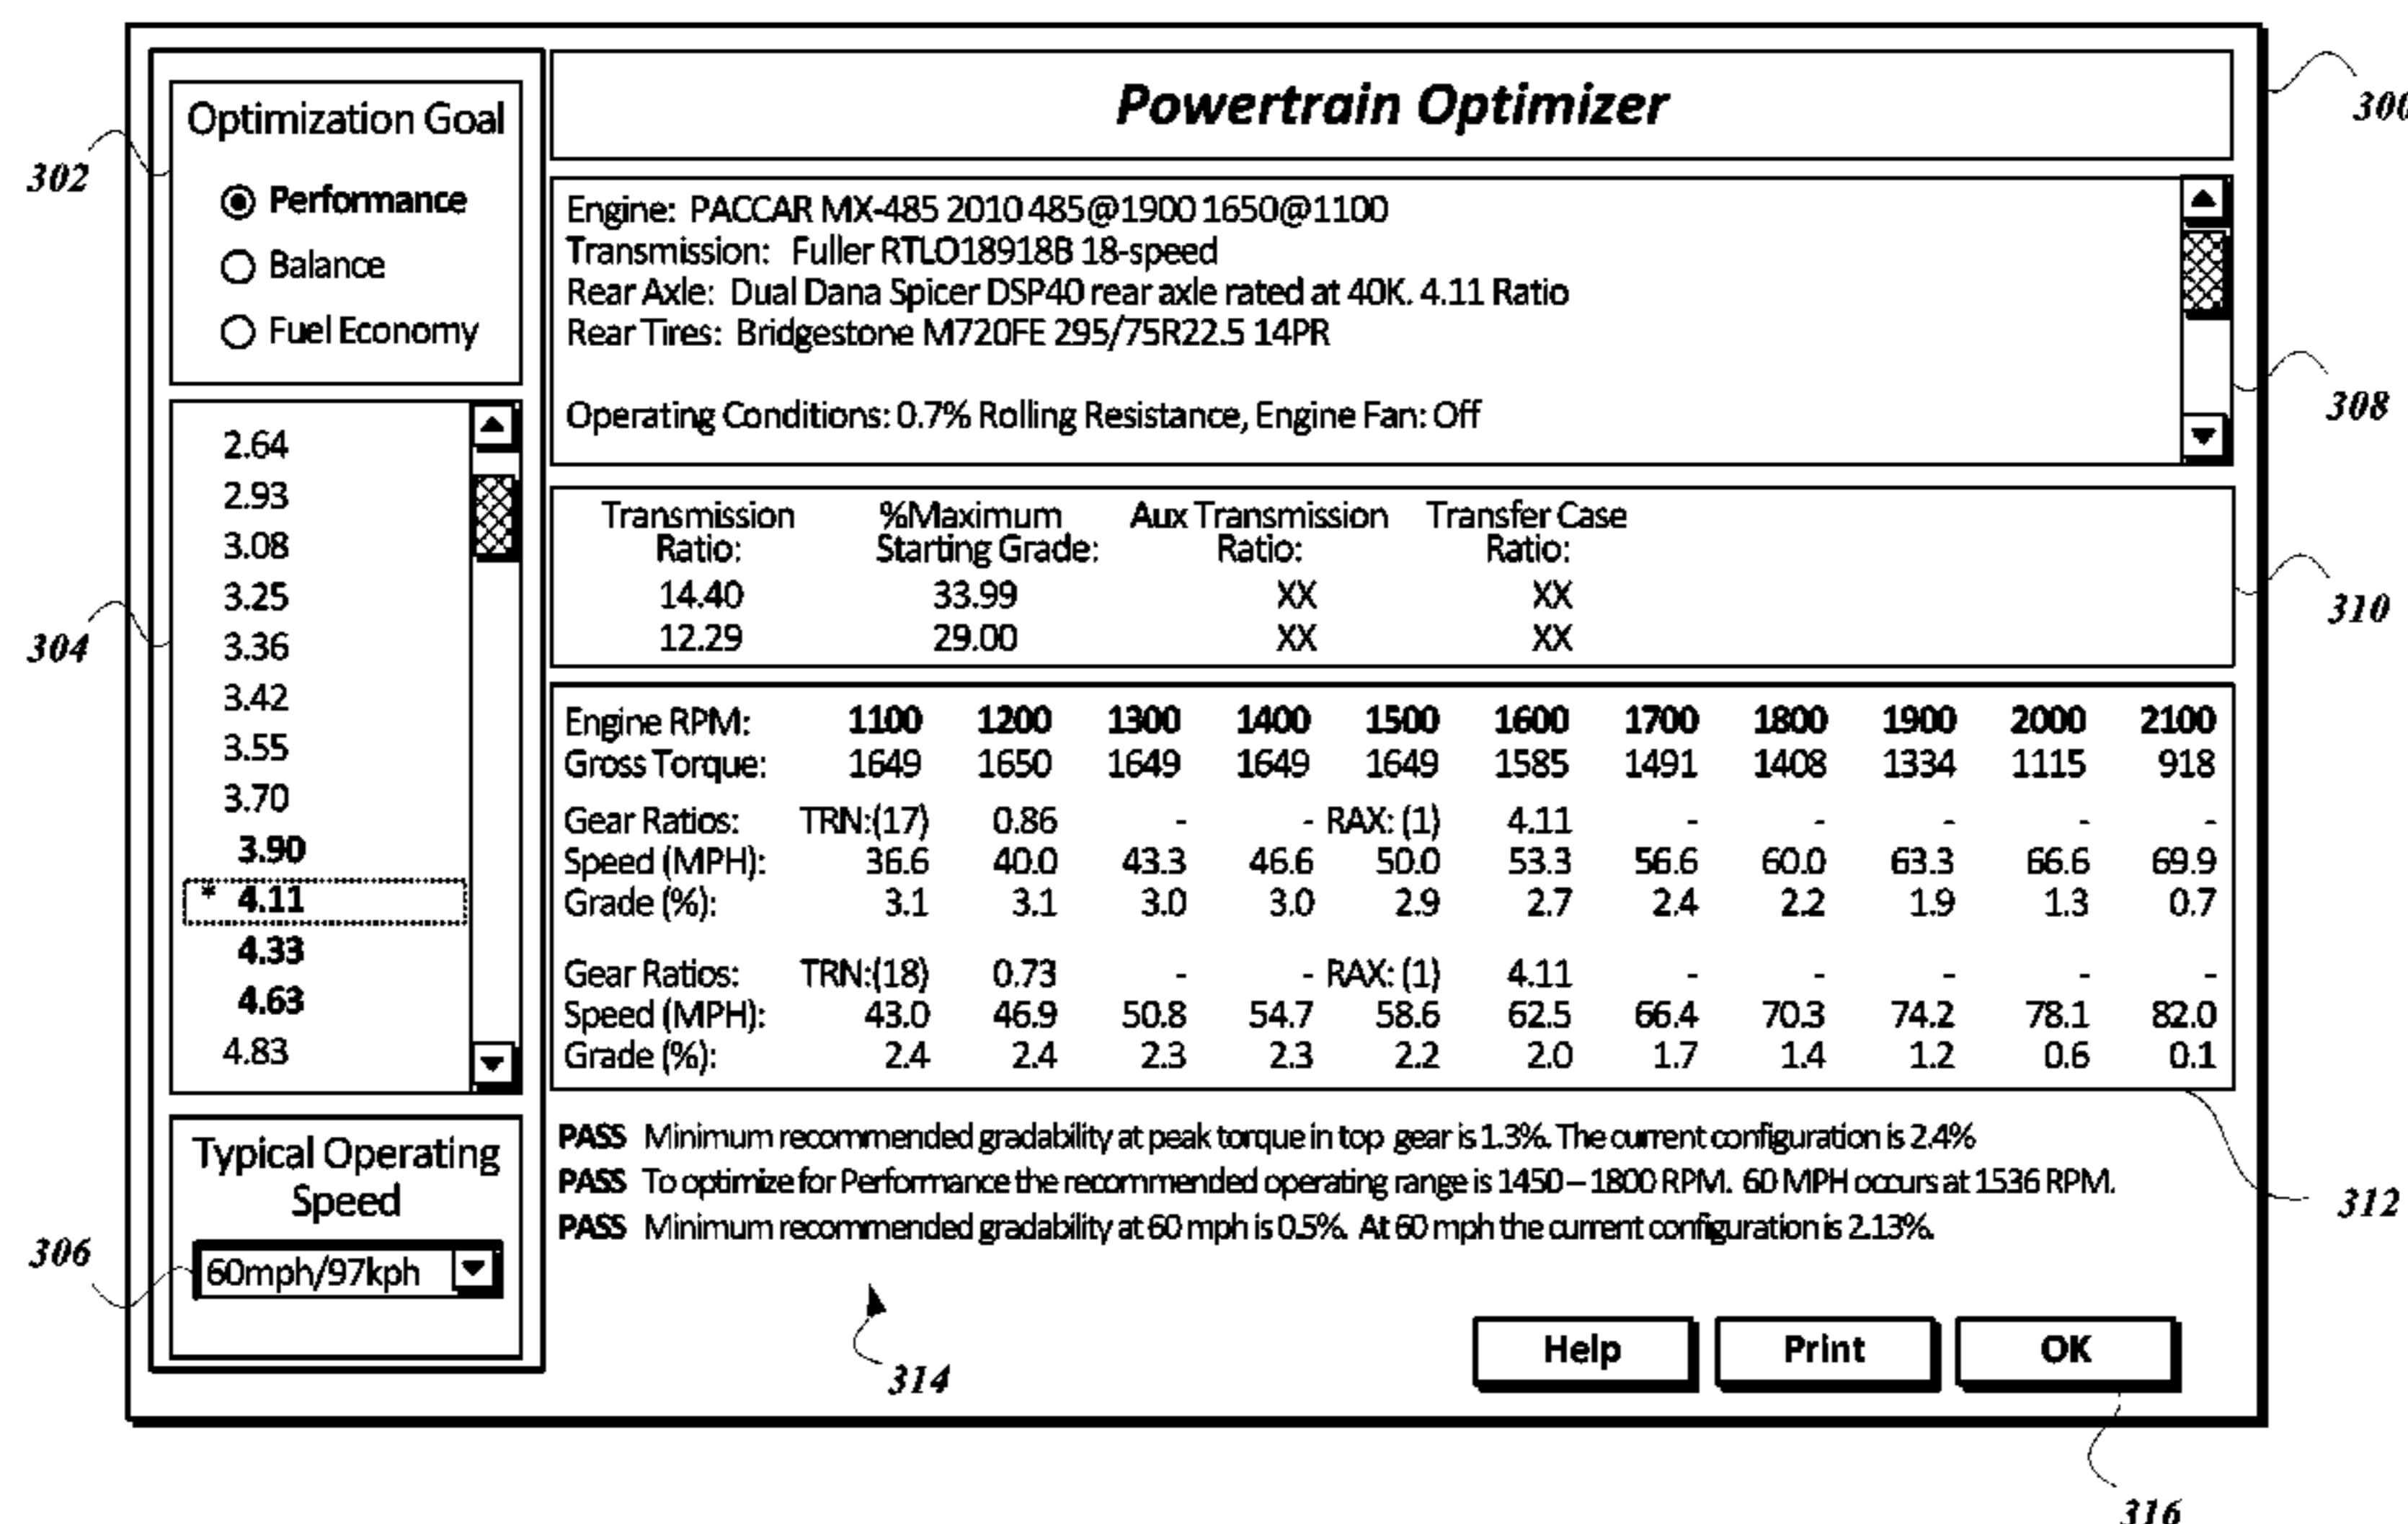 Powertrain Optimizer
300
Optimization Goal
302
Performance
Balance
Fuel Economy
Engine: PACCAR MX-485 2010 485@1900 1650@1100
Transmission: Fuller RTLO18918B 18-speed
Rear Axle: Dual Dana Spicer DSP40 rear axle rated at 40K. 4.11 Ratio
Rear Tires: Bridgestone M720FE 295/75R22.5 14PR
Operating Conditions: 0.7% Rolling Resistance, Engine Fan: Off
308
2.64
2.93
3.08
3.25
3.36
3.42
3.55
3.70
3.90
* 4.11
4.33
4.63
4.83
304
Transmission %Maximum Aux Transmission Transfer Case
Ratio: Starting Grade: Ratio: Ratio:
14.40 33.99 XX XX
12.29 29.00 XX XX
310
Engine RPM: 1100 1200 1300 1400 1500 1600 1700 1800 1900 2000 2100
Gross Torque: 1649 1650 1649 1649 1649 1585 1491 1408 1334 1115 918
Gear Ratios: TRN:(17) 0.86 - - RAX: (1) 4.11 - - - - -
Speed (MPH): 36.6 40.0 43.3 46.6 50.0 53.3 56.6 60.0 63.3 66.6 69.9
Grade (%): 3.1 3.1 3.0 3.0 2.9 2.7 2.4 2.2 1.9 1.3 0.7
Gear Ratios: TRN:(18) 0.73 - - RAX: (1) 4.11 - - - - -
Speed (MPH): 43.0 46.9 50.8 54.7 58.6 62.5 66.4 70.3 74.2 78.1 82.0
Grade (%): 2.4 2.4 2.3 2.3 2.2 2.0 1.7 1.4 1.2 0.6 0.1
312
Typical Operating
Speed
60mph/97kph
306
PASS Minimum recommended gradability at peak torque in top gear is 1.3%. The current configuration is 2.4%
PASS To optimize for Performance the recommended operating range is 1450 – 1800 RPM. 60 MPH occurs at 1536 RPM.
PASS Minimum recommended gradability at 60 mph is 0.5%. At 60 mph the current configuration is 2.13%.
314
Help Print OK
316